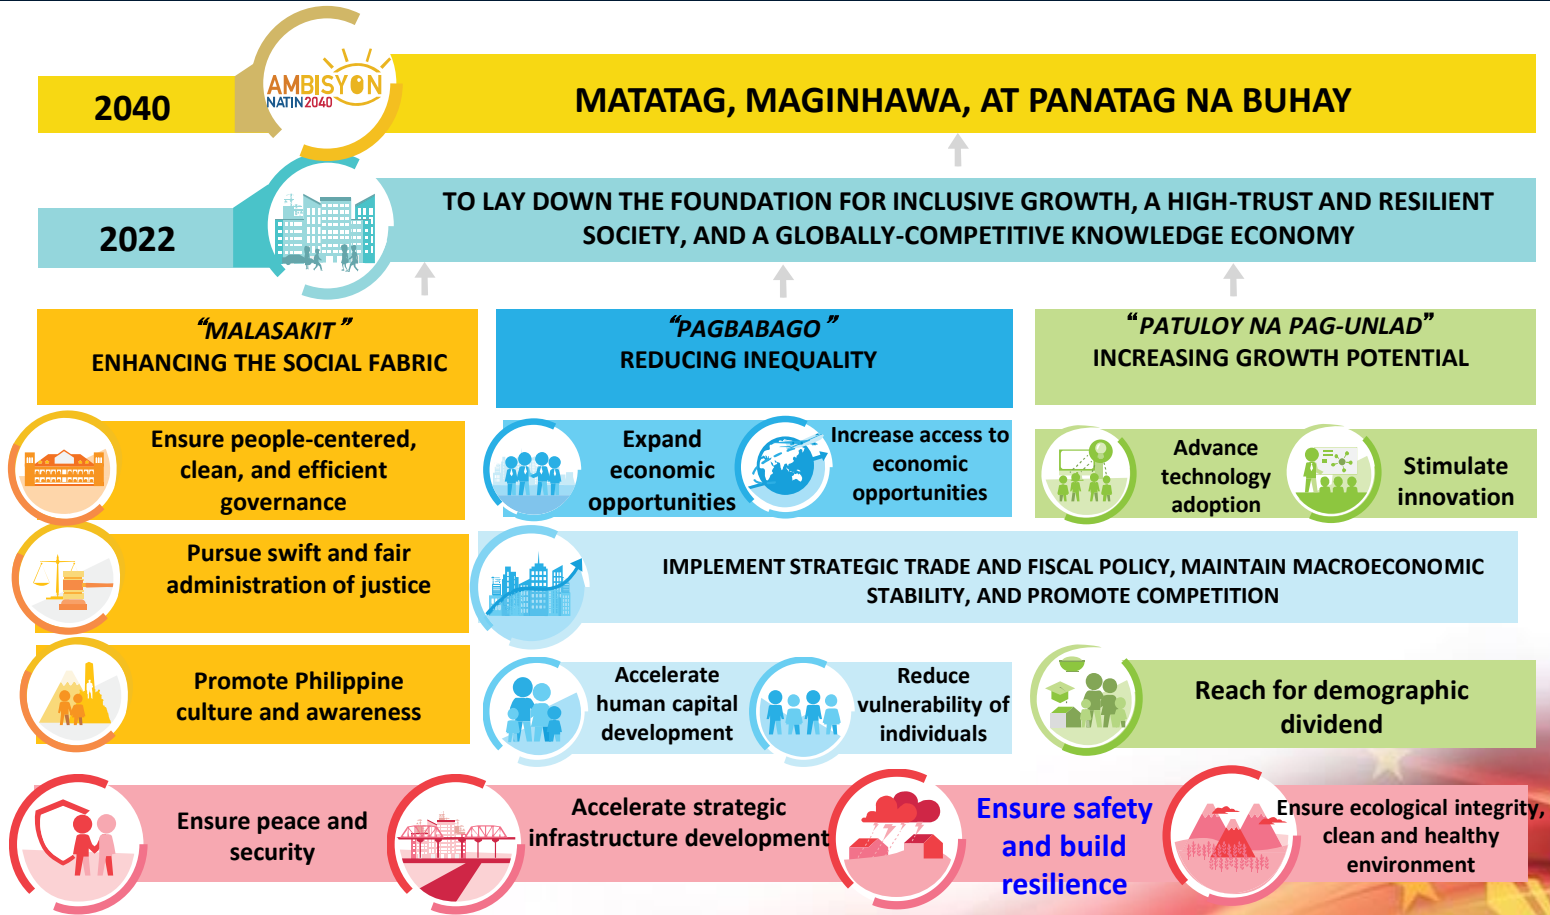 2040
AMBISYON
NATIN 2040
MATATAG, MAGINHAWA, AT PANATAG NA BUHAY
2022
TO LAY DOWN THE FOUNDATION FOR INCLUSIVE GROWTH, A HIGH-TRUST AND RESILIENT
SOCIETY, AND A GLOBALLY-COMPETITIVE KNOWLEDGE ECONOMY
“MALASAKIT”
ENHANCING THE SOCIAL FABRIC
“PAGBABAGO”
REDUCING INEQUALITY
“PATULOY NA PAG-UNLAD”
INCREASING GROWTH POTENTIAL
Ensure people-centered,
clean, and efficient
governance
Expand
economic
opportunities
Increase access to
economic
opportunities
Advance
technology
adoption
Stimulate
innovation
Pursue swift and fair
administration of justice
IMPLEMENT STRATEGIC TRADE AND FISCAL POLICY, MAINTAIN MACROECONOMIC
STABILITY, AND PROMOTE COMPETITION
Promote Philippine
culture and awareness
Accelerate
human capital
development
Reduce
vulnerability of
individuals
Reach for demographic
dividend
Ensure peace and
security
Accelerate strategic
infrastructure development
Ensure safety
and build
resilience
Ensure ecological integrity,
clean and healthy
environment